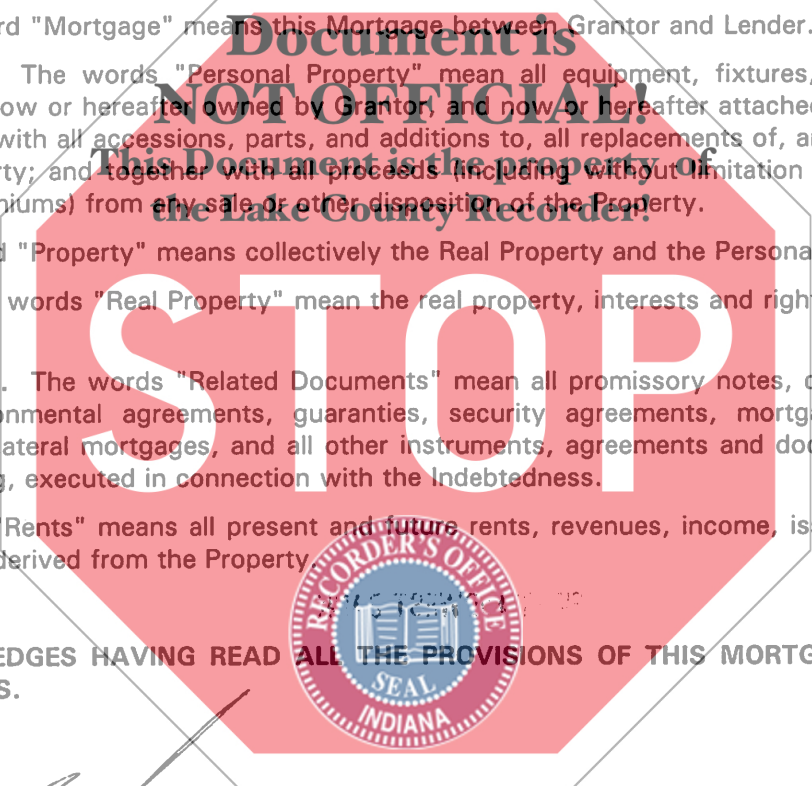 rd "Mortgage" means this Mortgage between Grantor and Lender.
Document is
The words "Personal Property" mean all equipment, fixtures,
ow or hereafter owned by Grantor, and now or hereafter attached
NOT OFFICIAL!
with all accessions, parts, and additions to, all replacements of, a
This Document is the property of
rty; and together with all proceeds (including without limitation
niums) from any sale or other disposition of the Property.
the Lake County Recorder!
d "Property" means collectively the Real Property and the Persona
words "Real Property" mean the real property, interests and right
STOP
. The words "Related Documents" mean all promissory notes, c
onmental agreements, guaranties, security agreements, mortg
ateral mortgages, and all other instruments, agreements and doc
g, executed in connection with the Indebtedness.
"Rents" means all present and future rents, revenues, income, is
derived from the Property.
RECORDER'S OFFICE
SEAL
INDIANA
EDGES HAVING READ ALL THE PROVISIONS OF THIS MORTG
S.